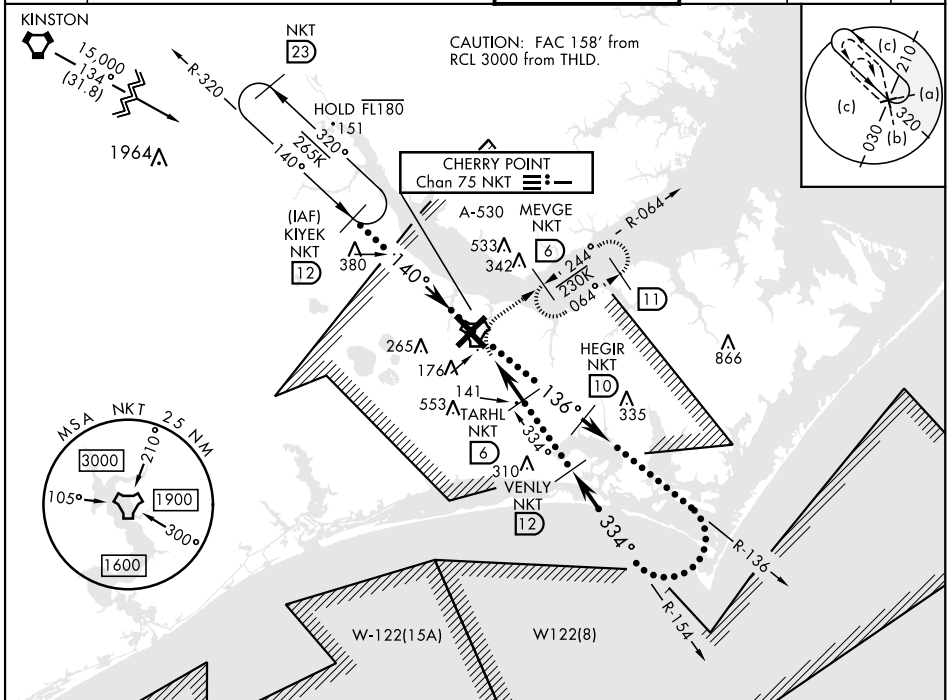 KINSTON
15,000
134°
(31.8)
R-320
NKT
23
CAUTION: FAC 158' from
RCL 3000 from THLD.
HOLD FL180
151
320°
265K
140°
1964
CHERRY POINT
Chan 75 NKT
(IAF)
KIYEK
NKT
12
380
140°
A-530
MEVGE
NKT
6
533
342
R-064
244°
230K
064°
11
265
176
866
HEGIR
NKT
10
141
553
TARHL
NKT
6
136°
335
334°
310
VENLY
NKT
12
334°
R-136
R-154
W-122(15A)
W122(8)
MSA NKT 25 NM
3000
210°
105°
1900
300°
1600
(c)
210
(a)
(c)
320
(b)
030